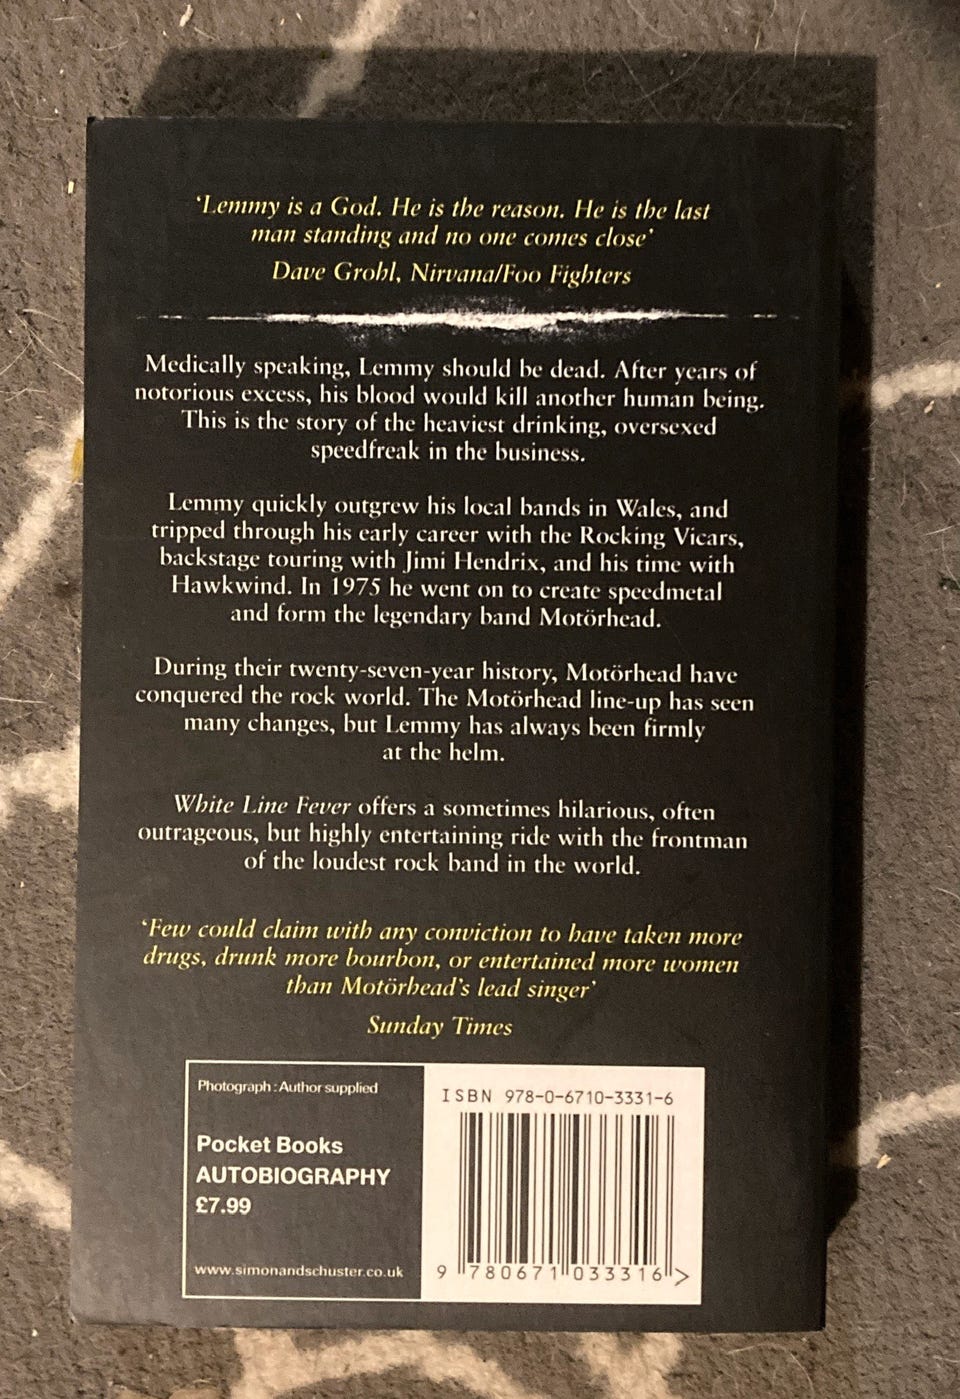 ‘Lemmy is a God. He is the reason. He is the last
man standing and no one comes close’
Dave Grohl, Nirvana/Foo Fighters
Medically speaking, Lemmy should be dead. After years of
notorious excess, his blood would kill another human being.
This is the story of the heaviest drinking, oversexed
speedfreak in the business.
Lemmy quickly outgrew his local bands in Wales, and
tripped through his early career with the Rocking Vicars,
backstage touring with Jimi Hendrix, and his time with
Hawkwind. In 1975 he went on to create speedmetal
and form the legendary band Motörhead.
During their twenty-seven-year history, Motörhead have
conquered the rock world. The Motörhead line-up has seen
many changes, but Lemmy has always been firmly
at the helm.
White Line Fever offers a sometimes hilarious, often
outrageous, but highly entertaining ride with the frontman
of the loudest rock band in the world.
‘Few could claim with any conviction to have taken more
drugs, drunk more bourbon, or entertained more women
than Motörhead’s lead singer’
Sunday Times
Photograph: Author supplied
Pocket Books
AUTOBIOGRAPHY
£7.99
www.simonandschuster.co.uk
ISBN 978-0-6710-3331-6
9 780671 033316 >